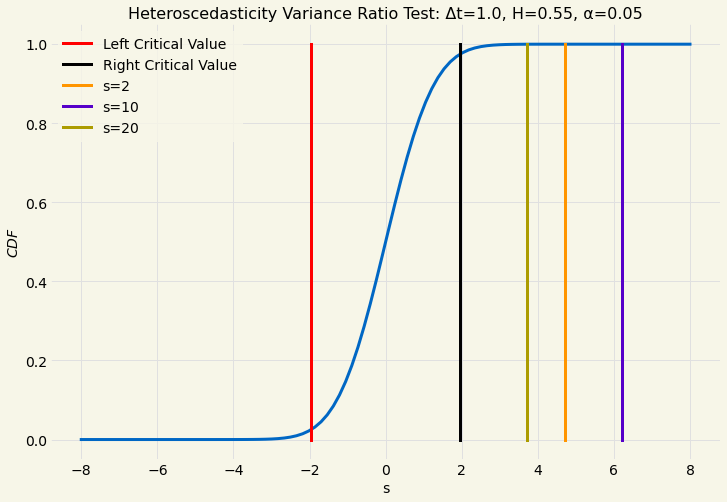 Heteroscedasticity Variance Ratio Test: Δt=1.0, H=0.55, α=0.05
Left Critical Value
Right Critical Value
s=2
s=10
s=20
CDF
1.0
0.8
0.6
0.4
0.2
0.0
−8 −6 −4 −2 0 2 4 6 8
s